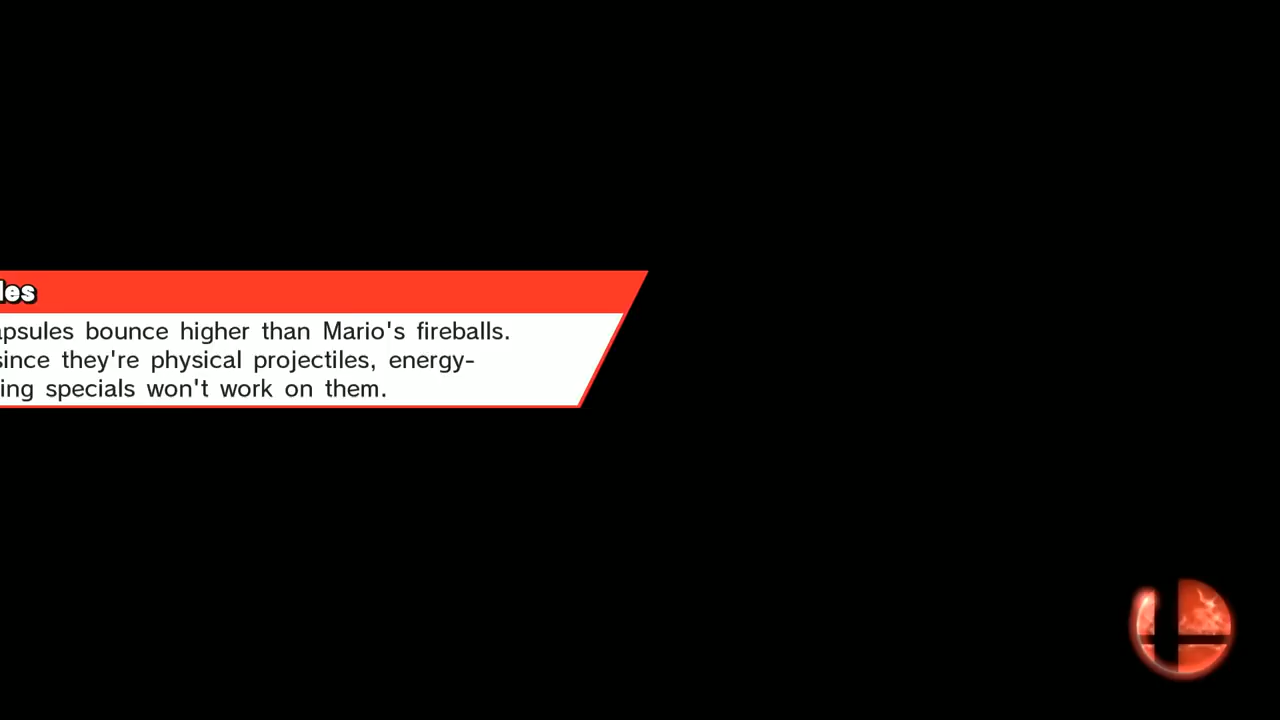 les
apsules bounce higher than Mario's fireballs.
since they're physical projectiles, energy-
ing specials won't work on them.